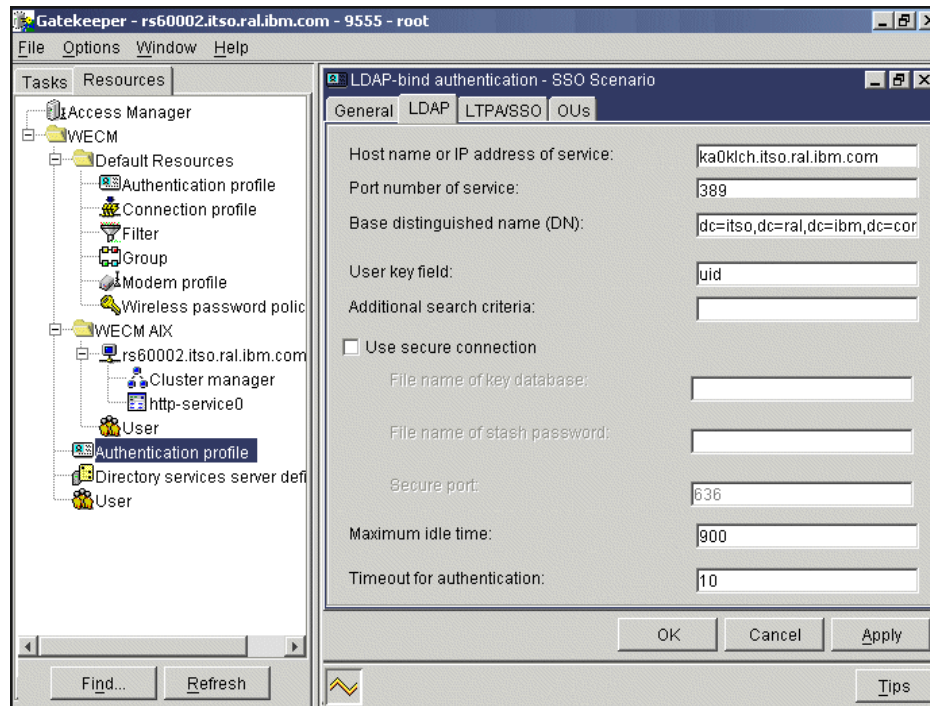 Gatekeeper - rs60002.itso.ral.ibm.com - 9555 - root
File Options Window Help
Tasks Resources
Access Manager
WECM
Default Resources
Authentication profile
Connection profile
Filter
Group
Modem profile
Wireless password polic
WECM AIX
rs60002.itso.ral.ibm.com
Cluster manager
http-service0
User
Authentication profile
Directory services server defi
User
Find... Refresh
LDAP-bind authentication - SSO Scenario
General LDAP LTPA/SSO OUs
Host name or IP address of service: ka0klch.itso.ral.ibm.com
Port number of service: 389
Base distinguished name (DN): dc=itso,dc=ral,dc=ibm,dc=cor
User key field: uid
Additional search criteria:
Use secure connection
File name of key database:
File name of stash password:
Secure port: 636
Maximum idle time: 900
Timeout for authentication: 10
OK Cancel Apply
Tips